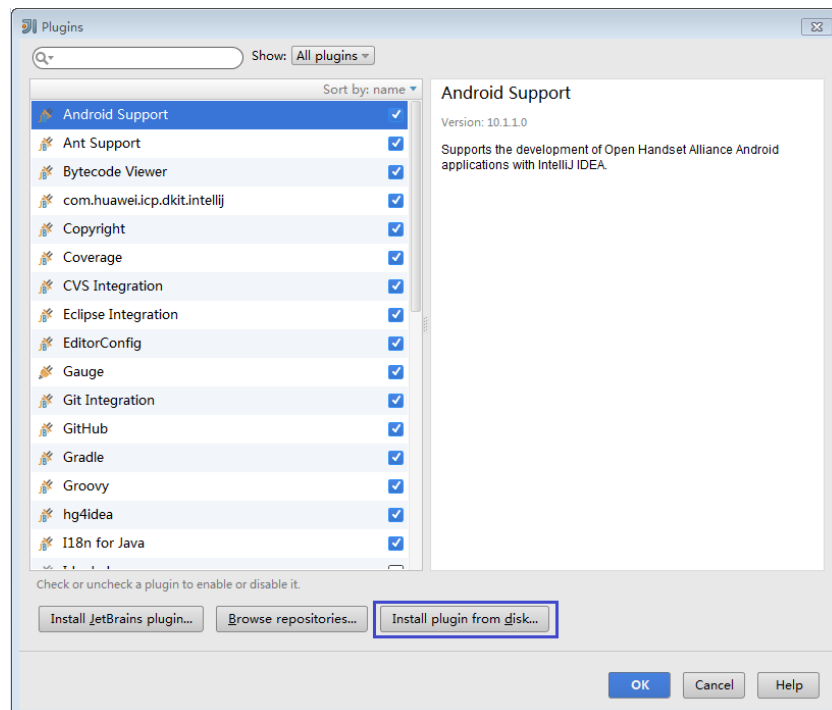 Plugins
Show: All plugins
Sort by: name
Android Support
Ant Support
Bytecode Viewer
com.huawei.icp.dkit.intellij
Copyright
Coverage
CVS Integration
Eclipse Integration
EditorConfig
Gauge
Git Integration
GitHub
Gradle
Groovy
hg4idea
I18n for Java
Android Support
Version: 10.1.1.0
Supports the development of Open Handset Alliance Android
applications with IntelliJ IDEA.
Check or uncheck a plugin to enable or disable it.
Install JetBrains plugin... Browse repositories... Install plugin from disk...
OK Cancel Help